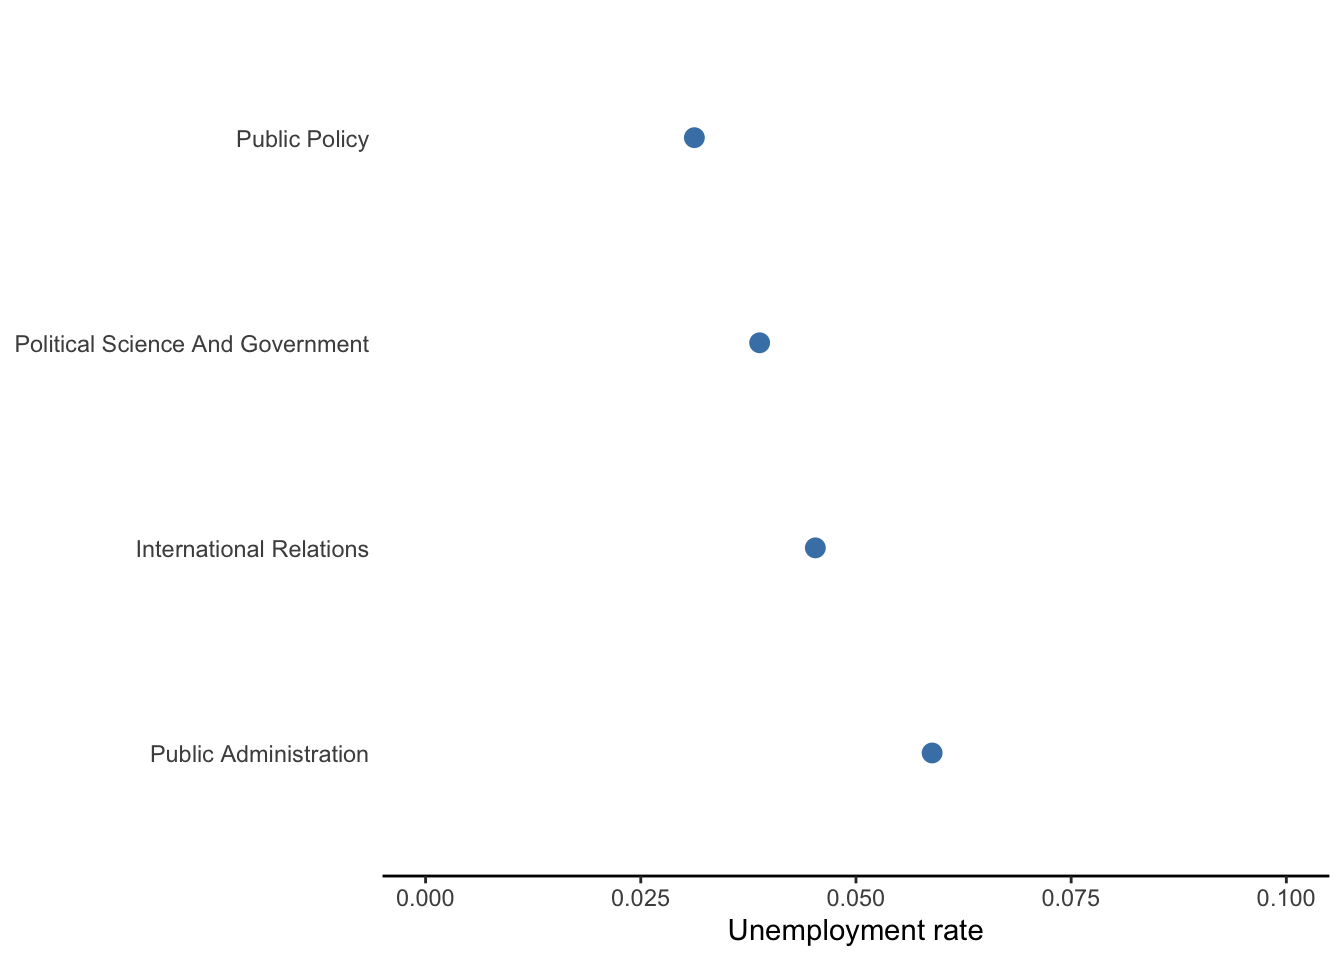 Public Policy
Political Science And Government
International Relations
Public Administration
0.000 0.025 0.050 0.075 0.100
Unemployment rate